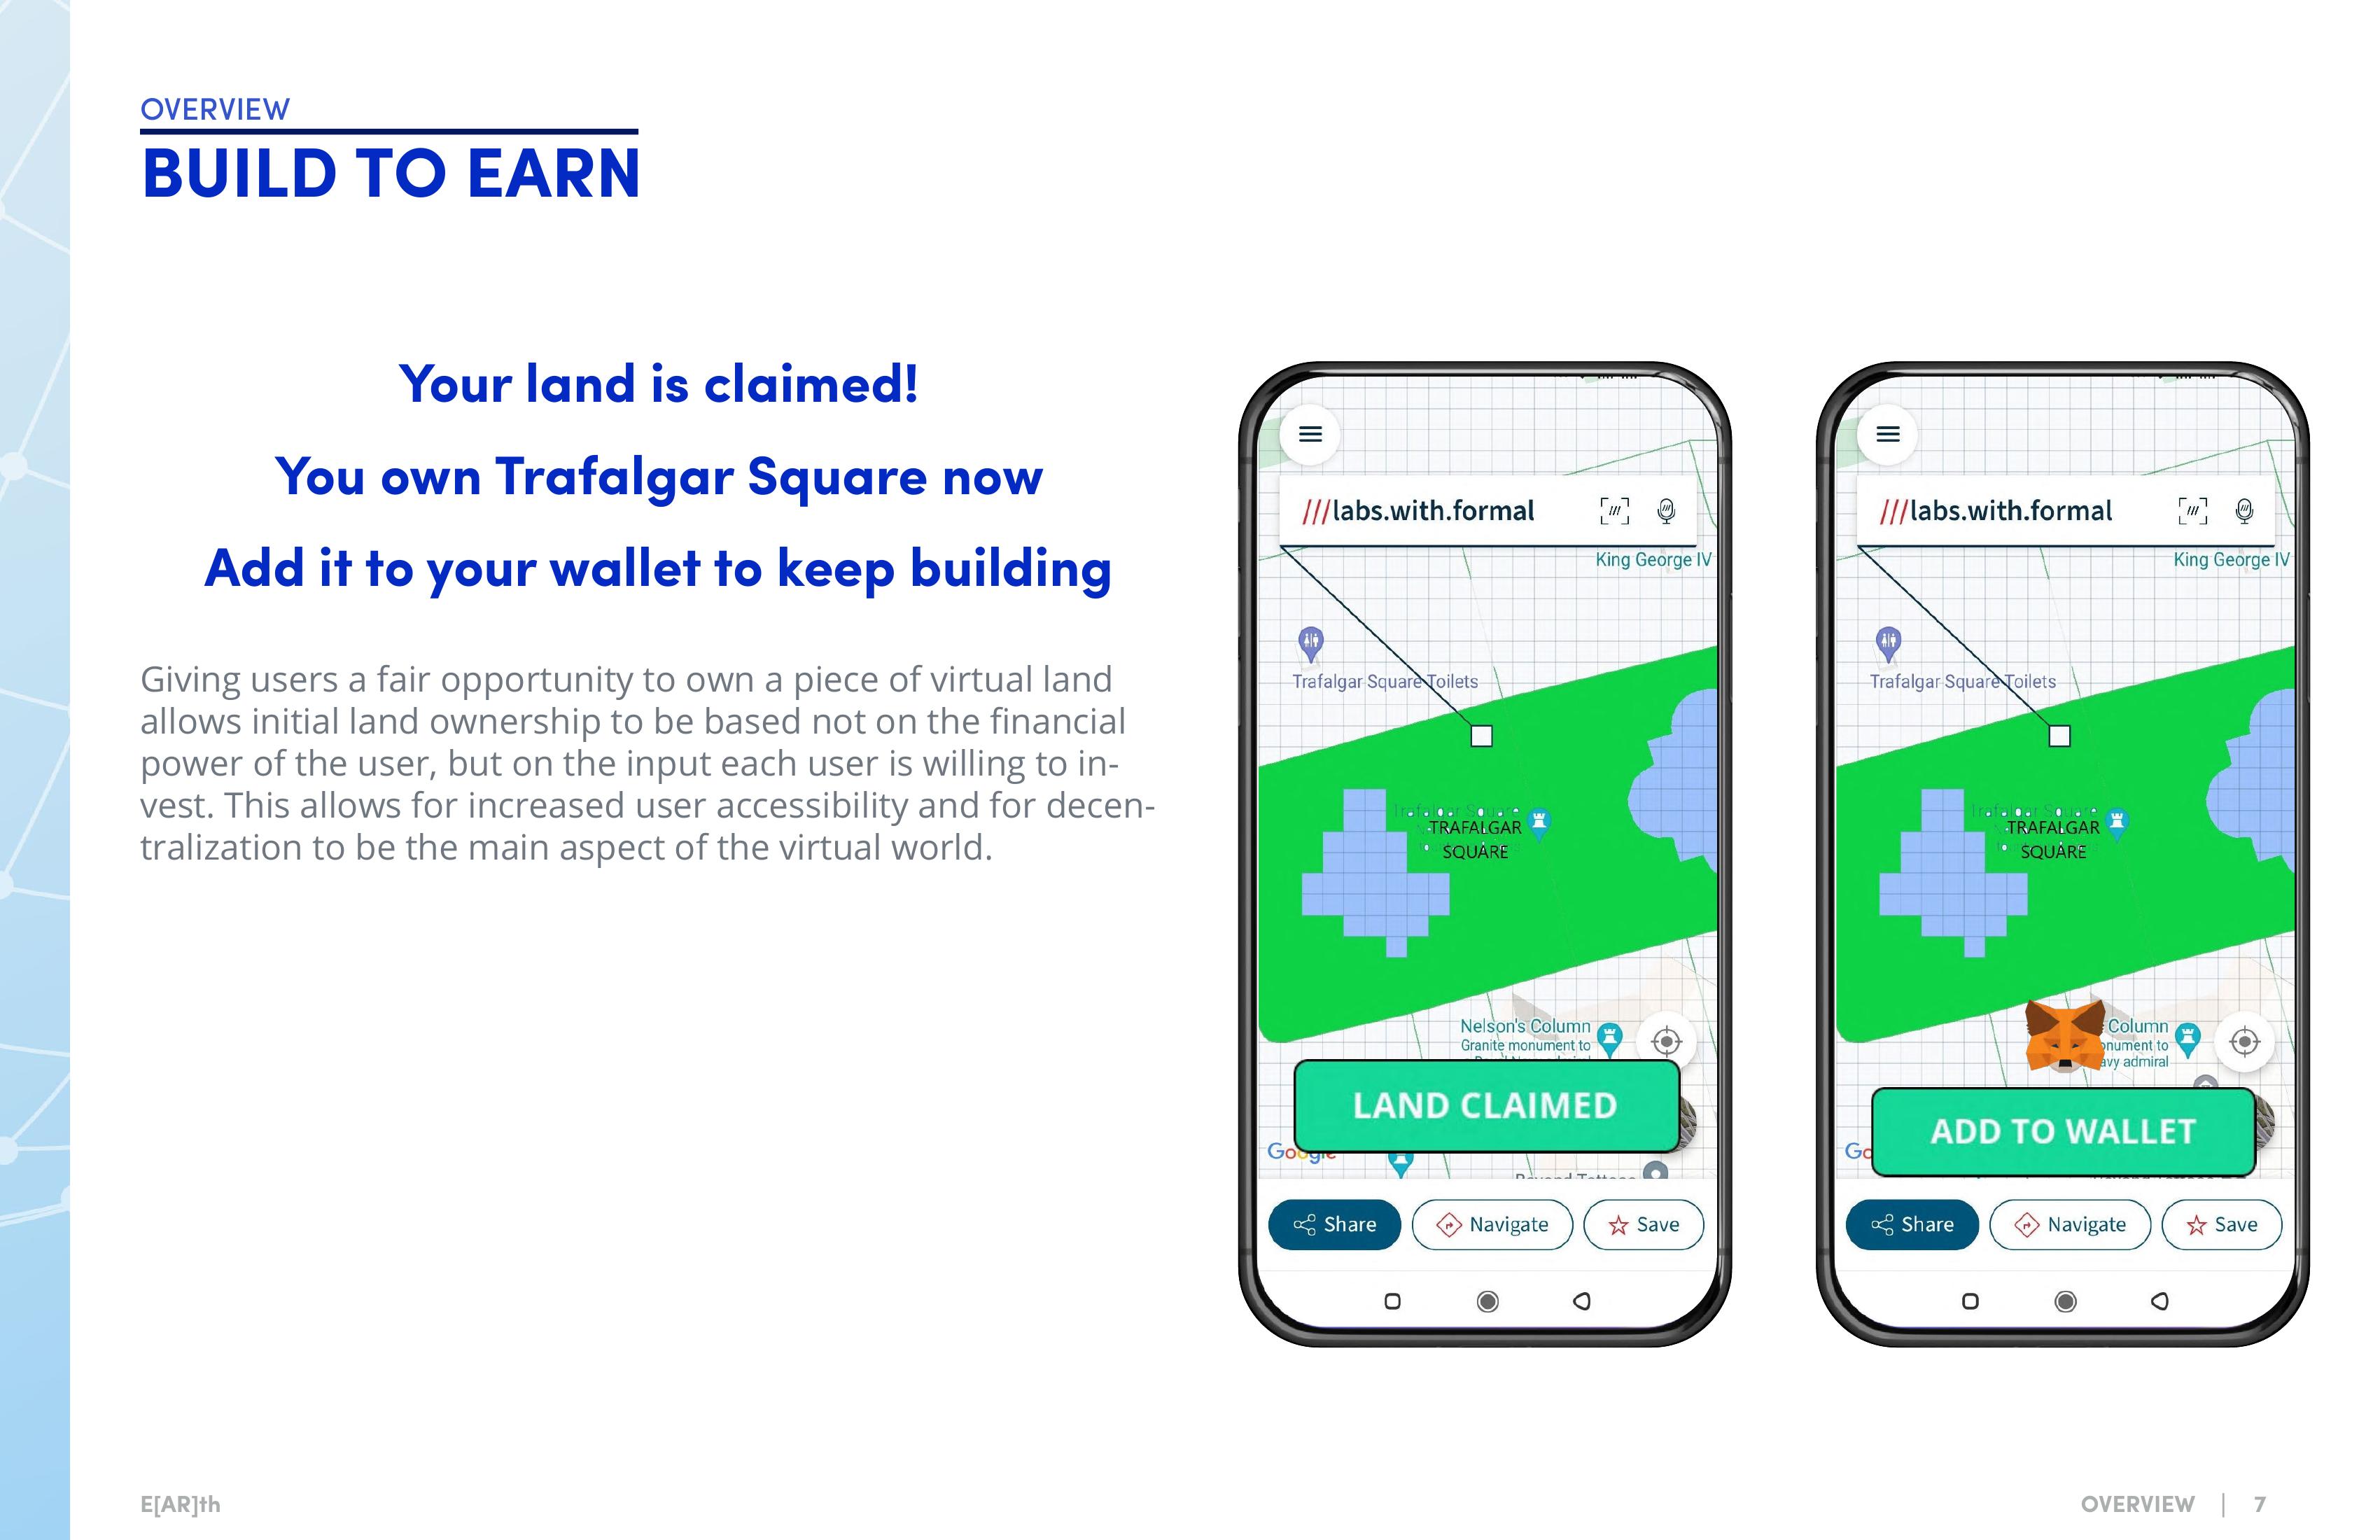 OVERVIEW
BUILD TO EARN
Your land is claimed!
You own Trafalgar Square now
Add it to your wallet to keep building
Giving users a fair opportunity to own a piece of virtual land
allows initial land ownership to be based not on the financial
power of the user, but on the input each user is willing to in-
vest. This allows for increased user accessibility and for decen-
tralization to be the main aspect of the virtual world.
///labs.with.formal
King George IV
Trafalgar Square Toilets
TRAFALGAR
SQUARE
Nelson's Column
Granite monument to
LAND CLAIMED
Google
Share
Navigate
Save
///labs.with.formal
King George IV
Trafalgar Square Toilets
TRAFALGAR
SQUARE
Column
onument to
avy admiral
ADD TO WALLET
Go
Share
Navigate
Save
E[AR]th
OVERVIEW | 7